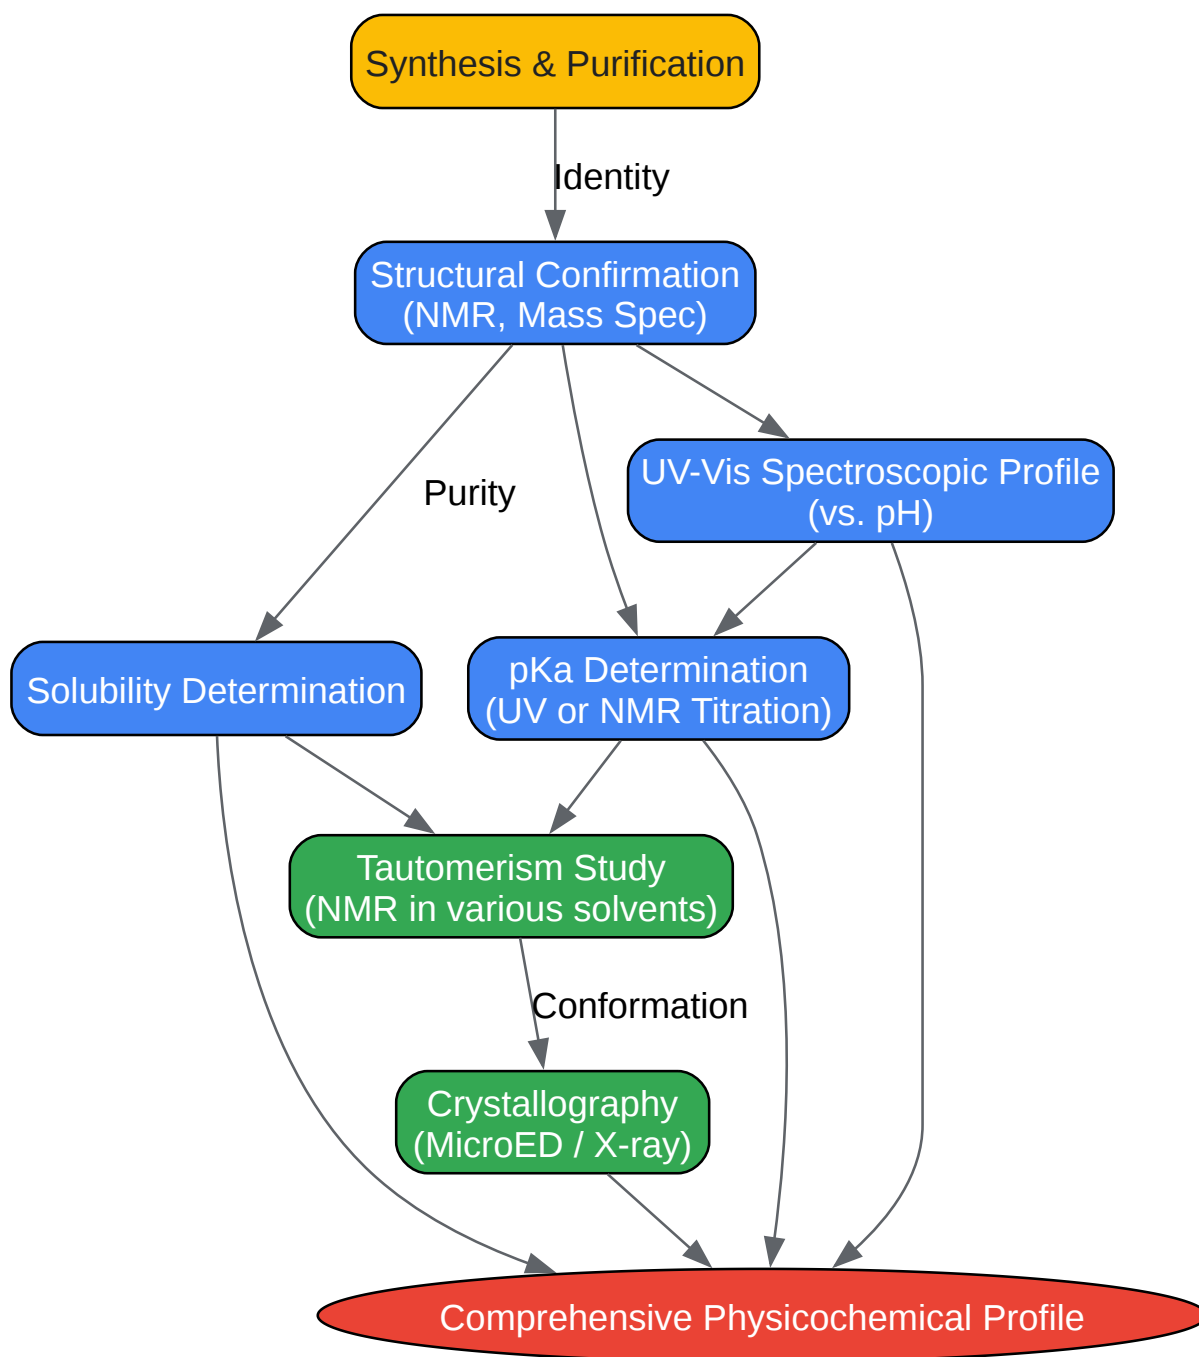 Synthesis & Purification
Identity
Structural Confirmation
(NMR, Mass Spec)
UV-Vis Spectroscopic Profile
(vs. pH)
Purity
Solubility Determination
pKa Determination
(UV or NMR Titration)
Tautomerism Study
(NMR in various solvents)
Conformation
Crystallography
(MicroED / X-ray)
Comprehensive Physicochemical Profile